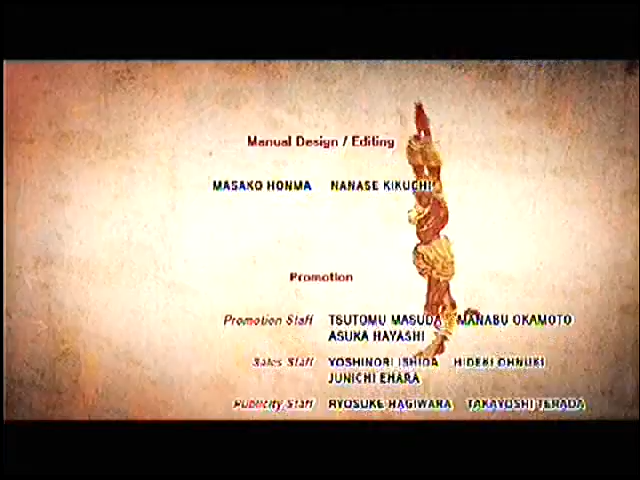 Manual Design / Editing
MASAKO HONMA NANASE KIKUCHI
Promotion
Promotion Staff TSUTOMU MASUDA MANABU OKAMOTO
ASUKA HAYASHI
Sales Staff YOSHINORI ISHIDA HIDEKI OHNUKI
JUNICHI EHARA
Publicity Staff RYOSUKE HAGIWARA TAKAYOSHI TERADA